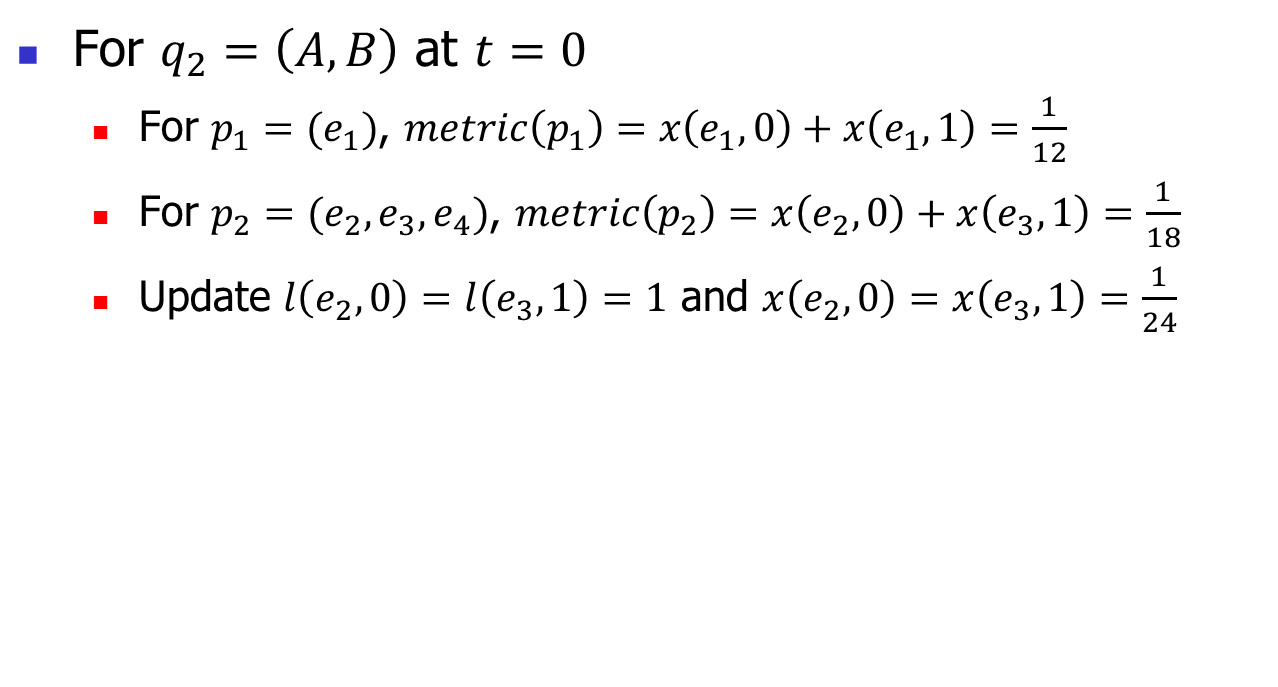 ▪ For 𝑞₂ = (𝐴, 𝐵) at 𝑡 = 0
▪ For 𝑝₁ = (𝑒₁), 𝑚𝑒𝑡𝑟𝑖𝑐(𝑝₁) = 𝑥(𝑒₁, 0) + 𝑥(𝑒₁, 1) = 1/12
▪ For 𝑝₂ = (𝑒₂, 𝑒₃, 𝑒₄), 𝑚𝑒𝑡𝑟𝑖𝑐(𝑝₂) = 𝑥(𝑒₂, 0) + 𝑥(𝑒₃, 1) = 1/18
▪ Update 𝑙(𝑒₂, 0) = 𝑙(𝑒₃, 1) = 1 and 𝑥(𝑒₂, 0) = 𝑥(𝑒₃, 1) = 1/24